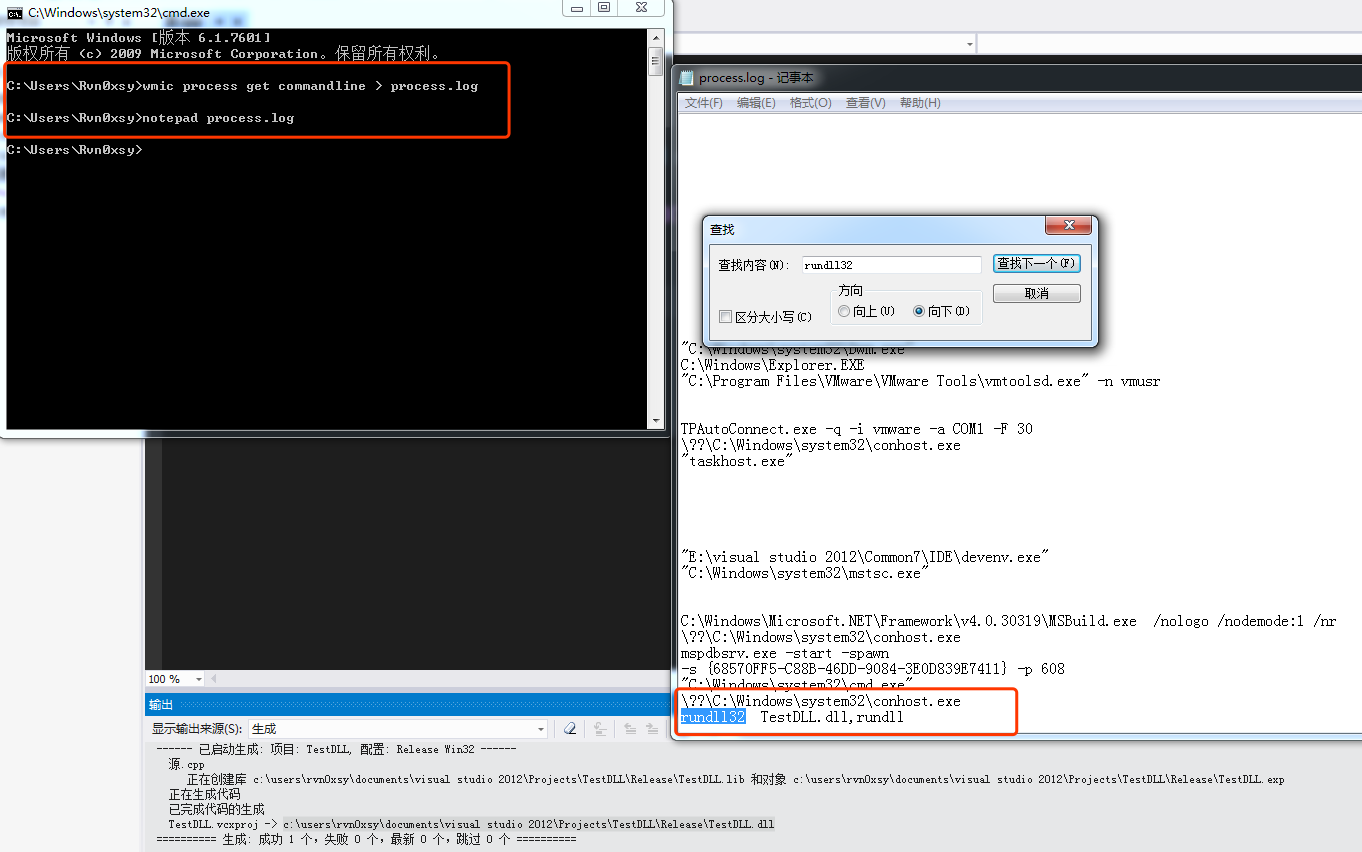 C:\Windows\system32\cmd.exe
Microsoft Windows [版本 6.1.7601]
版权所有 (c) 2009 Microsoft Corporation。保留所有权利。
C:\Users\Rvn0xsy>wmic process get commandline > process.log
C:\Users\Rvn0xsy>notepad process.log
C:\Users\Rvn0xsy>
process.log - 记事本
文件(F) 编辑(E) 格式(O) 查看(V) 帮助(H)
查找
查找内容(N): rundll32 查找下一个(F)
方向 取消
区分大小写(C) 向上(U) 向下(D)
"C:\Windows\system32\Dwm.exe"
C:\Windows\Explorer.EXE
"C:\Program Files\VMware\VMware Tools\vmtoolsd.exe" -n vmusr
TPAutoConnect.exe -q -i vmware -a COM1 -F 30
\??\C:\Windows\system32\conhost.exe
"taskhost.exe"
"E:\visual studio 2012\Common7\IDE\devenv.exe"
"C:\Windows\system32\mstsc.exe"
C:\Windows\Microsoft.NET\Framework\v4.0.30319\MSBuild.exe /nologo /nodemode:1 /nr
\??\C:\Windows\system32\conhost.exe
mspdbsrv.exe -start -spawn
-s {68570FF5-C88B-46DD-9084-3E0D839E7411} -p 608
"C:\Windows\system32\cmd.exe"
\??\C:\Windows\system32\conhost.exe
rundll32 TestDLL.dll,rundll
100 %
输出
显示输出来源(S): 生成
------ 已启动生成: 项目: TestDLL, 配置: Release Win32 ------
源.cpp
正在创建库 c:\users\rvn0xsy\documents\visual studio 2012\Projects\TestDLL\Release\TestDLL.lib 和对象 c:\users\rvn0xsy\documents\visual studio 2012\Projects\TestDLL\Release\TestDLL.exp
正在生成代码
已完成代码的生成
TestDLL.vcxproj -> c:\users\rvn0xsy\documents\visual studio 2012\Projects\TestDLL\Release\TestDLL.dll
========== 生成: 成功 1 个，失败 0 个，最新 0 个，跳过 0 个 ==========